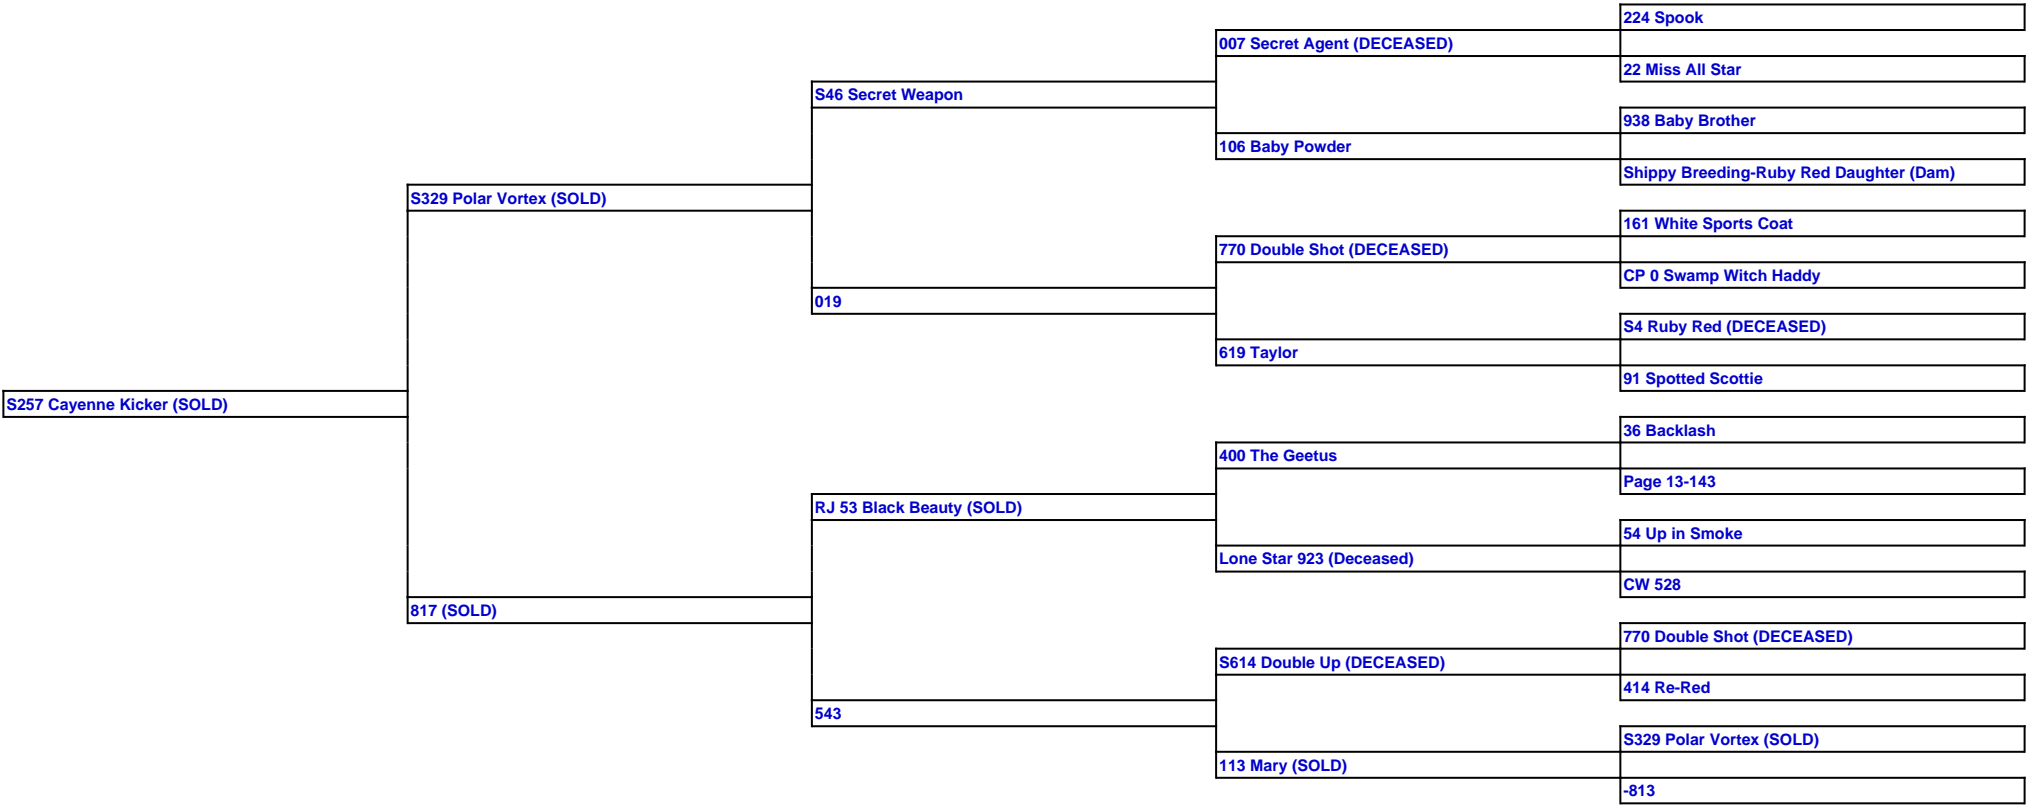 224 Spook
007 Secret Agent (DECEASED)
22 Miss All Star
S46 Secret Weapon
938 Baby Brother
106 Baby Powder
Shippy Breeding-Ruby Red Daughter (Dam)
S329 Polar Vortex (SOLD)
161 White Sports Coat
770 Double Shot (DECEASED)
CP 0 Swamp Witch Haddy
019
S4 Ruby Red (DECEASED)
619 Taylor
91 Spotted Scottie
S257 Cayenne Kicker (SOLD)
36 Backlash
400 The Geetus
Page 13-143
RJ 53 Black Beauty (SOLD)
54 Up in Smoke
Lone Star 923 (Deceased)
CW 528
817 (SOLD)
770 Double Shot (DECEASED)
S614 Double Up (DECEASED)
414 Re-Red
543
S329 Polar Vortex (SOLD)
113 Mary (SOLD)
-813